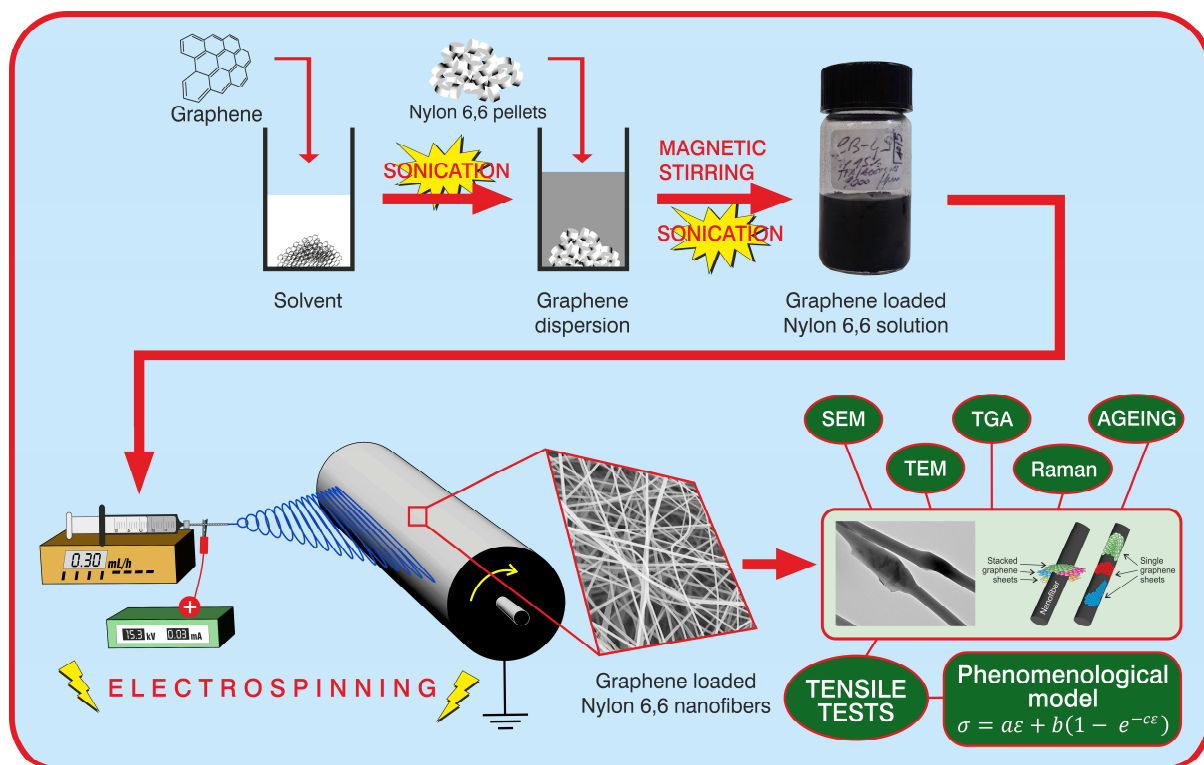 Graphene
Nylon 6,6 pellets
SONICATION
MAGNETIC
STIRRING
SONICATION
Solvent
Graphene
dispersion
Graphene loaded
Nylon 6,6 solution
SEM
TGA
AGEING
TEM
Raman
0.30 mL/h
+
15.3 kV 0.03 mA
Stacked
graphene
sheets
Nanofiber
Single
graphene
sheets
ELECTROSPINNING
Graphene loaded
Nylon 6,6 nanofibers
TENSILE
TESTS
Phenomenological
model
σ = aε + b(1 − e^{−cε})